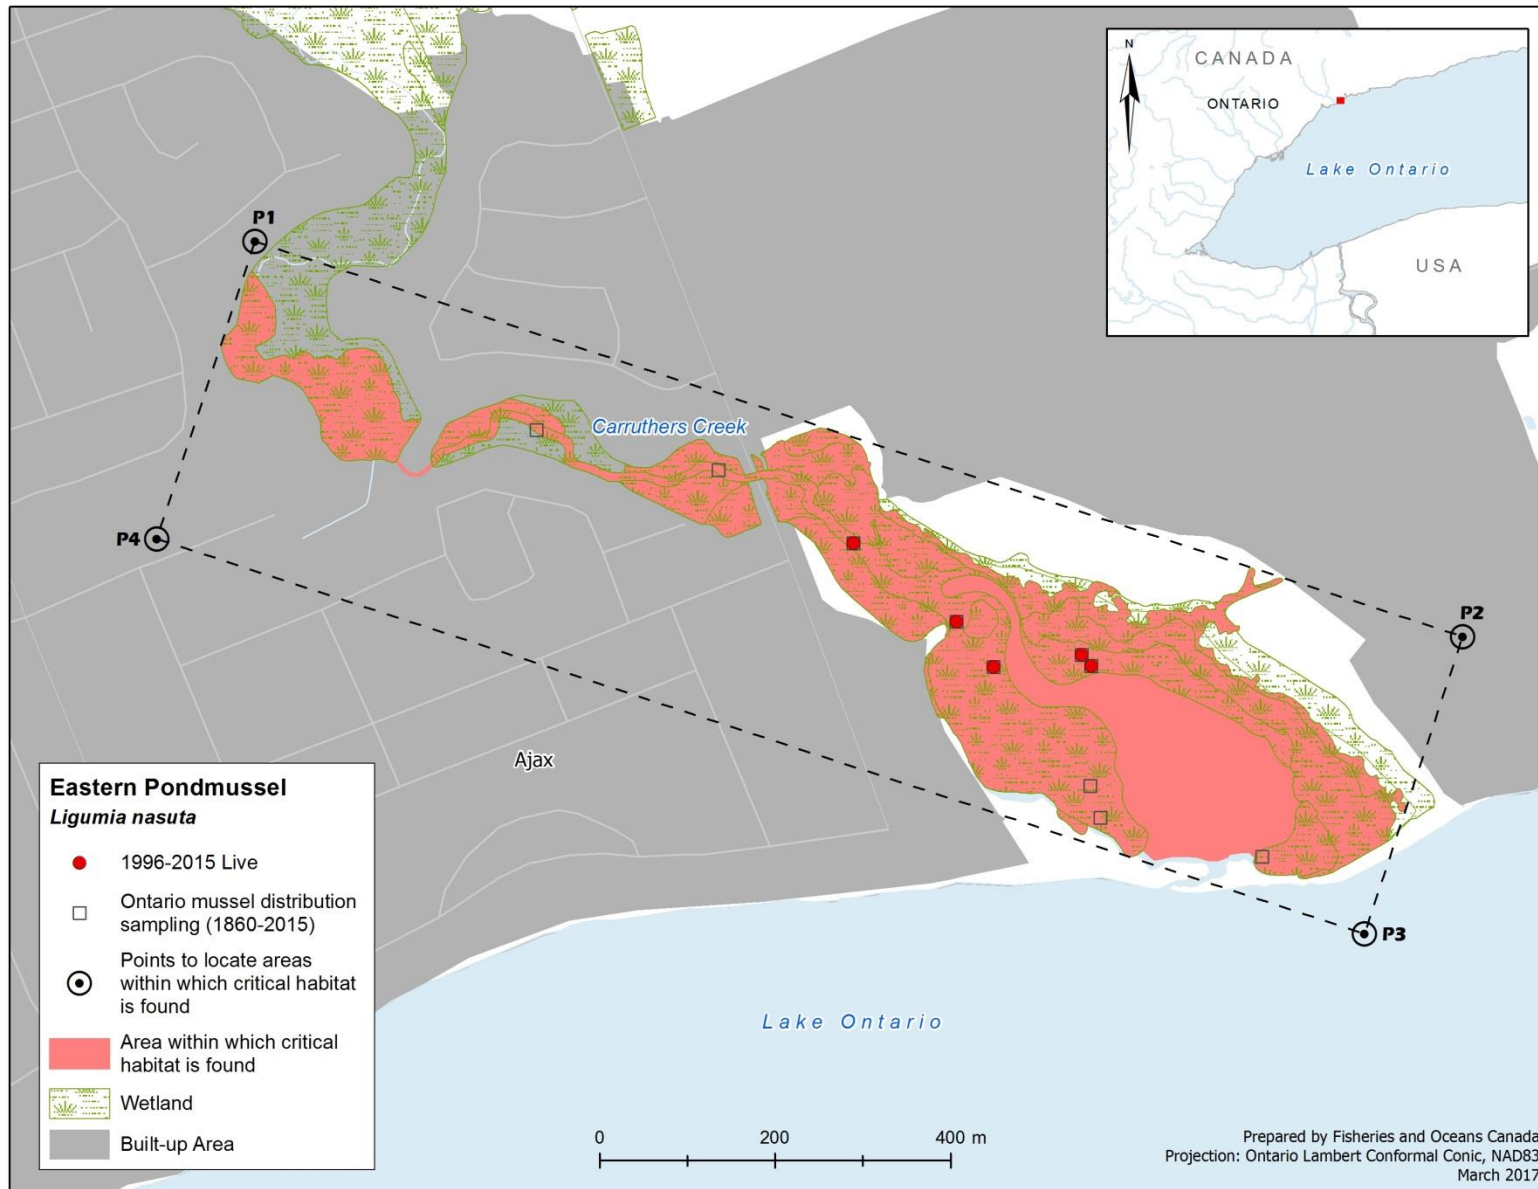 N
CANADA
ONTARIO
Lake Ontario
USA
P1
Carruthers Creek
P4
P2
Ajax
P3
Lake Ontario
Eastern Pondmussel
Ligumia nasuta
1996-2015 Live
Ontario mussel distribution
sampling (1860-2015)
Points to locate areas
within which critical habitat
is found
Area within which critical
habitat is found
Wetland
Built-up Area
0 200 400 m
Prepared by Fisheries and Oceans Canada
Projection: Ontario Lambert Conformal Conic, NAD83
March 2017